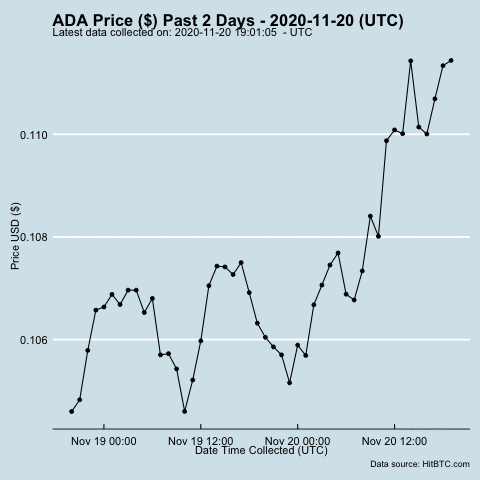 ADA Price ($) Past 2 Days - 2020-11-20 (UTC)
Latest data collected on: 2020-11-20 19:01:05  - UTC
0.110
0.108
0.106
Price USD ($)
Nov 19 00:00 Nov 19 12:00 Nov 20 00:00 Nov 20 12:00
Date Time Collected (UTC)
Data source: HitBTC.com